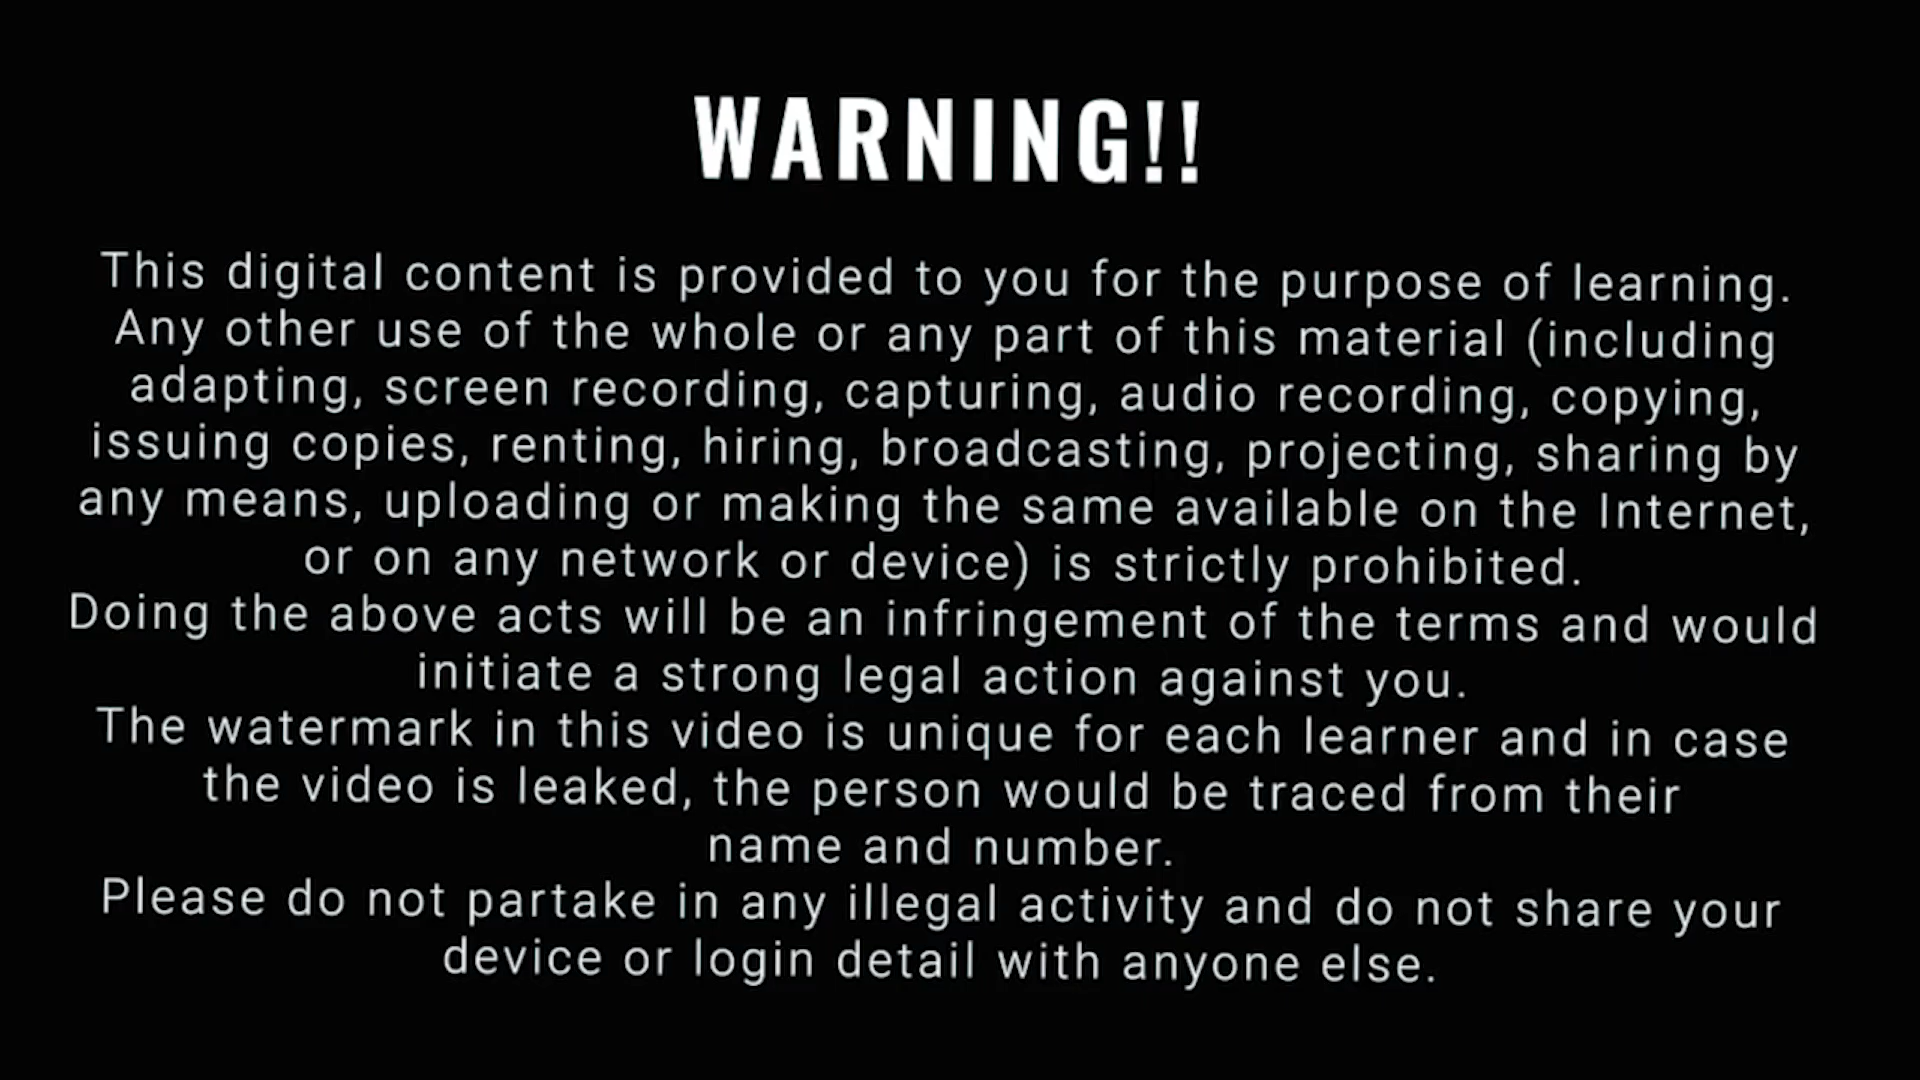 WARNING!!
This digital content is provided to you for the purpose of learning.
Any other use of the whole or any part of this material (including
adapting, screen recording, capturing, audio recording, copying,
issuing copies, renting, hiring, broadcasting, projecting, sharing by
any means, uploading or making the same available on the Internet,
or on any network or device) is strictly prohibited.
Doing the above acts will be an infringement of the terms and would
initiate a strong legal action against you.
The watermark in this video is unique for each learner and in case
the video is leaked, the person would be traced from their
name and number.
Please do not partake in any illegal activity and do not share your
device or login detail with anyone else.